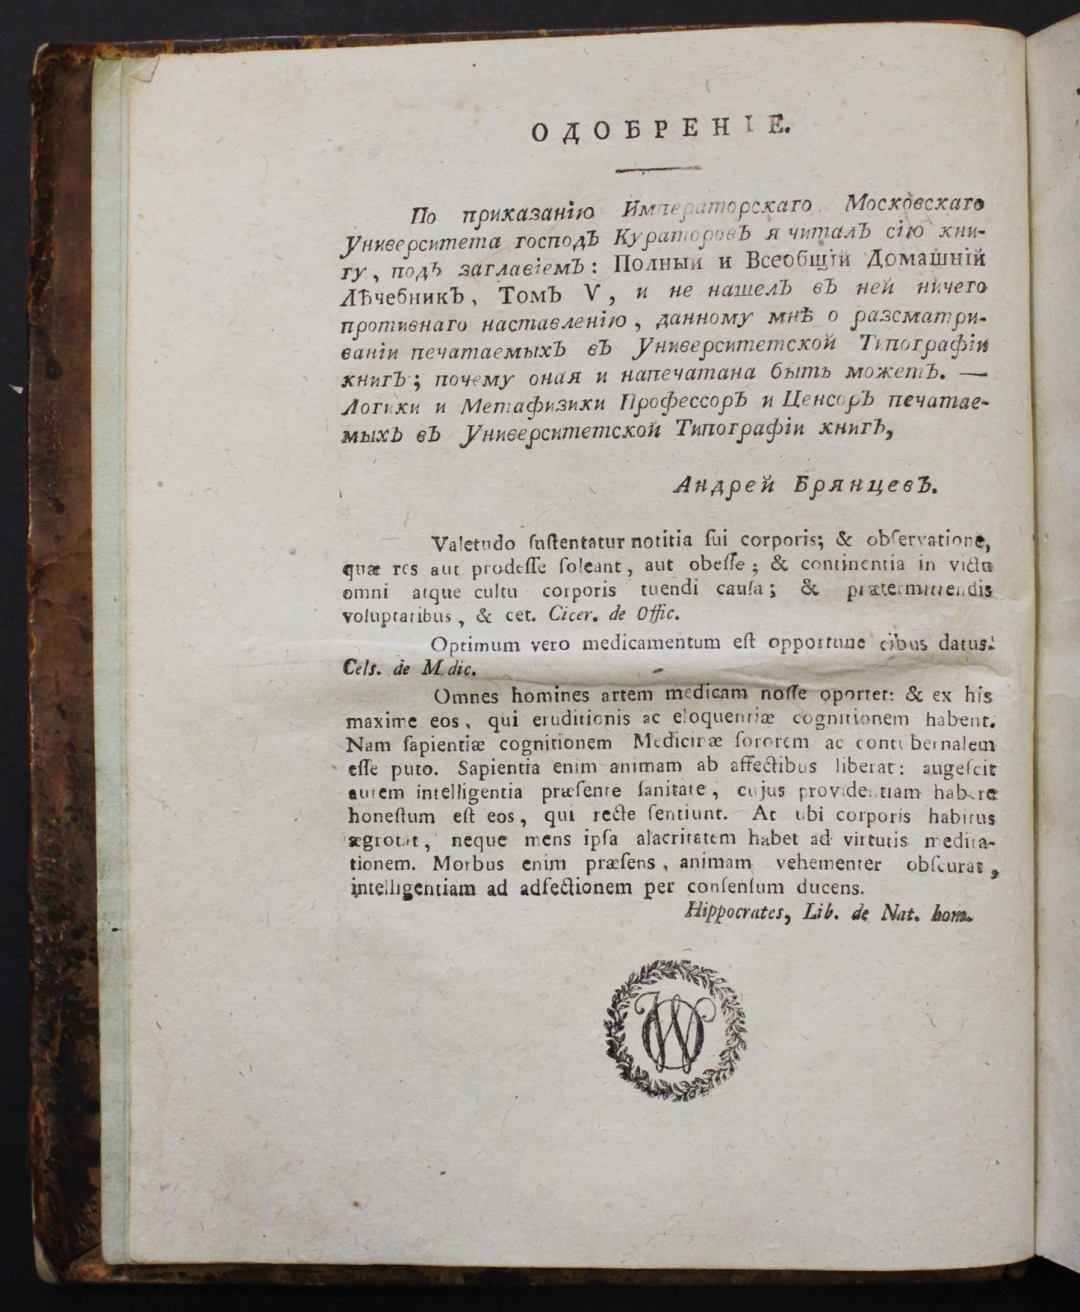 ОДОБРЕНІЕ.
По приказанію Императорскаго Московскаго
Университета господъ Кураторовъ я читалъ сію кни-
гу, подъ заглавіемъ: Полный и Всеобщій Домашній
Лѣчебникъ, Томъ V, и не нашелъ въ ней ничего
противнаго наставленію, данному мнѣ о разсматри-
ваніи печатаемыхъ въ Университетской Типографіи
книгъ; почему оная и напечатана быть можетъ. —
Логики и Метафизики Профессоръ и Ценсоръ печатае-
мыхъ въ Университетской Типографіи книгъ,
Андрей Брянцевъ.
Valetudo ſuſtentatur notitia ſui corporis; & obſervatione,
quæ res aut prodeſſe ſoleant, aut obeſſe; & continentia in victu
omni atque cultu corporis tuendi cauſa; & prætermittendis
voluptatibus, & cet. Cicer. de Offic.
Optimum vero medicamentum eſt opportune cibus datus.
Cels. de Medic.
Omnes homines artem medicam noſſe oportet: & ex his
maxime eos, qui eruditionis ac eloquentiæ cognitionem habent.
Nam ſapientiæ cognitionem Medicinæ ſororem ac contubernalem
eſſe puto. Sapientia enim animam ab affectibus liberat: augeſcit
autem intelligentia præſente ſanitate, cujus providentiam habere
honeſtum eſt eos, qui recte ſentiunt. At ubi corporis habitus
ægrotat, neque mens ipſa alacritatem habet ad virtutis medita-
tionem. Morbus enim præſens, animam vehementer obſcurat,
intelligentiam ad adfectionem per conſenſum ducens.
Hippocrates, Lib. de Nat. hom.